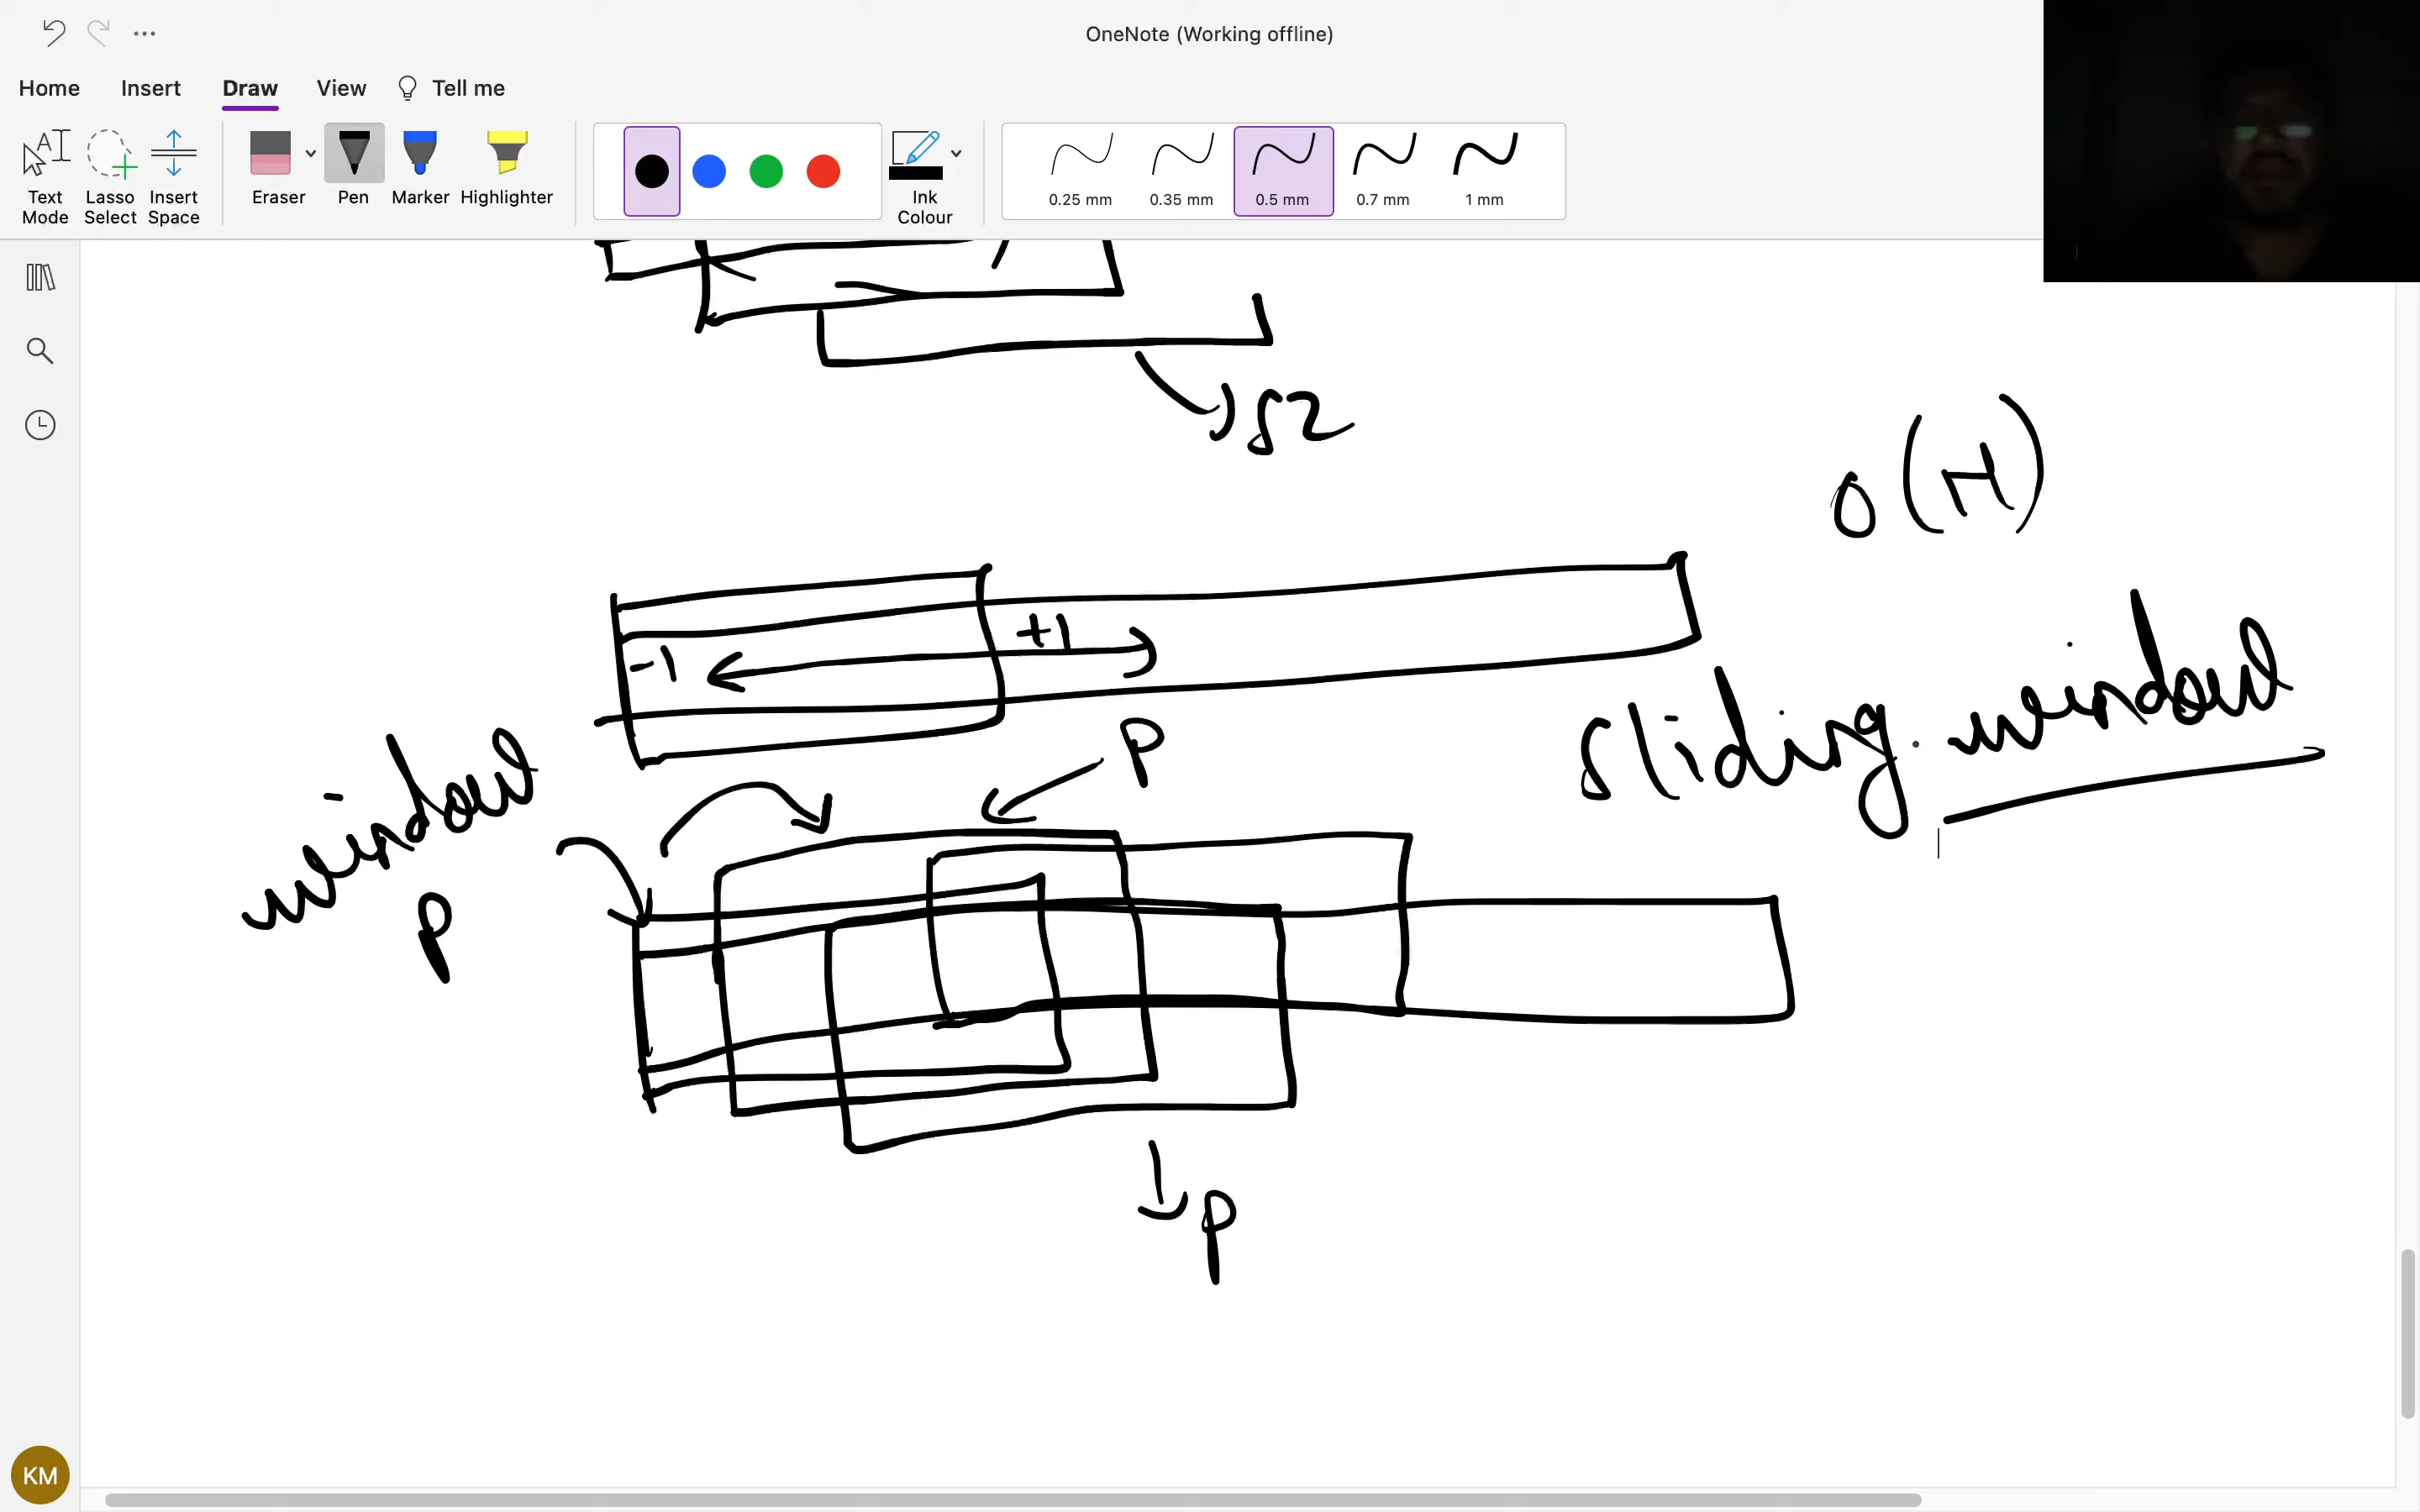 OneNote (Working offline)
Home Insert Draw View Tell me
Text Mode
Lasso Select
Insert Space
Eraser
Pen
Marker
Highlighter
Ink Colour
0.25 mm
0.35 mm
0.5 mm
0.7 mm
1 mm
S2
O(N)
-1
+1
sliding window
window
P
P
P
KM